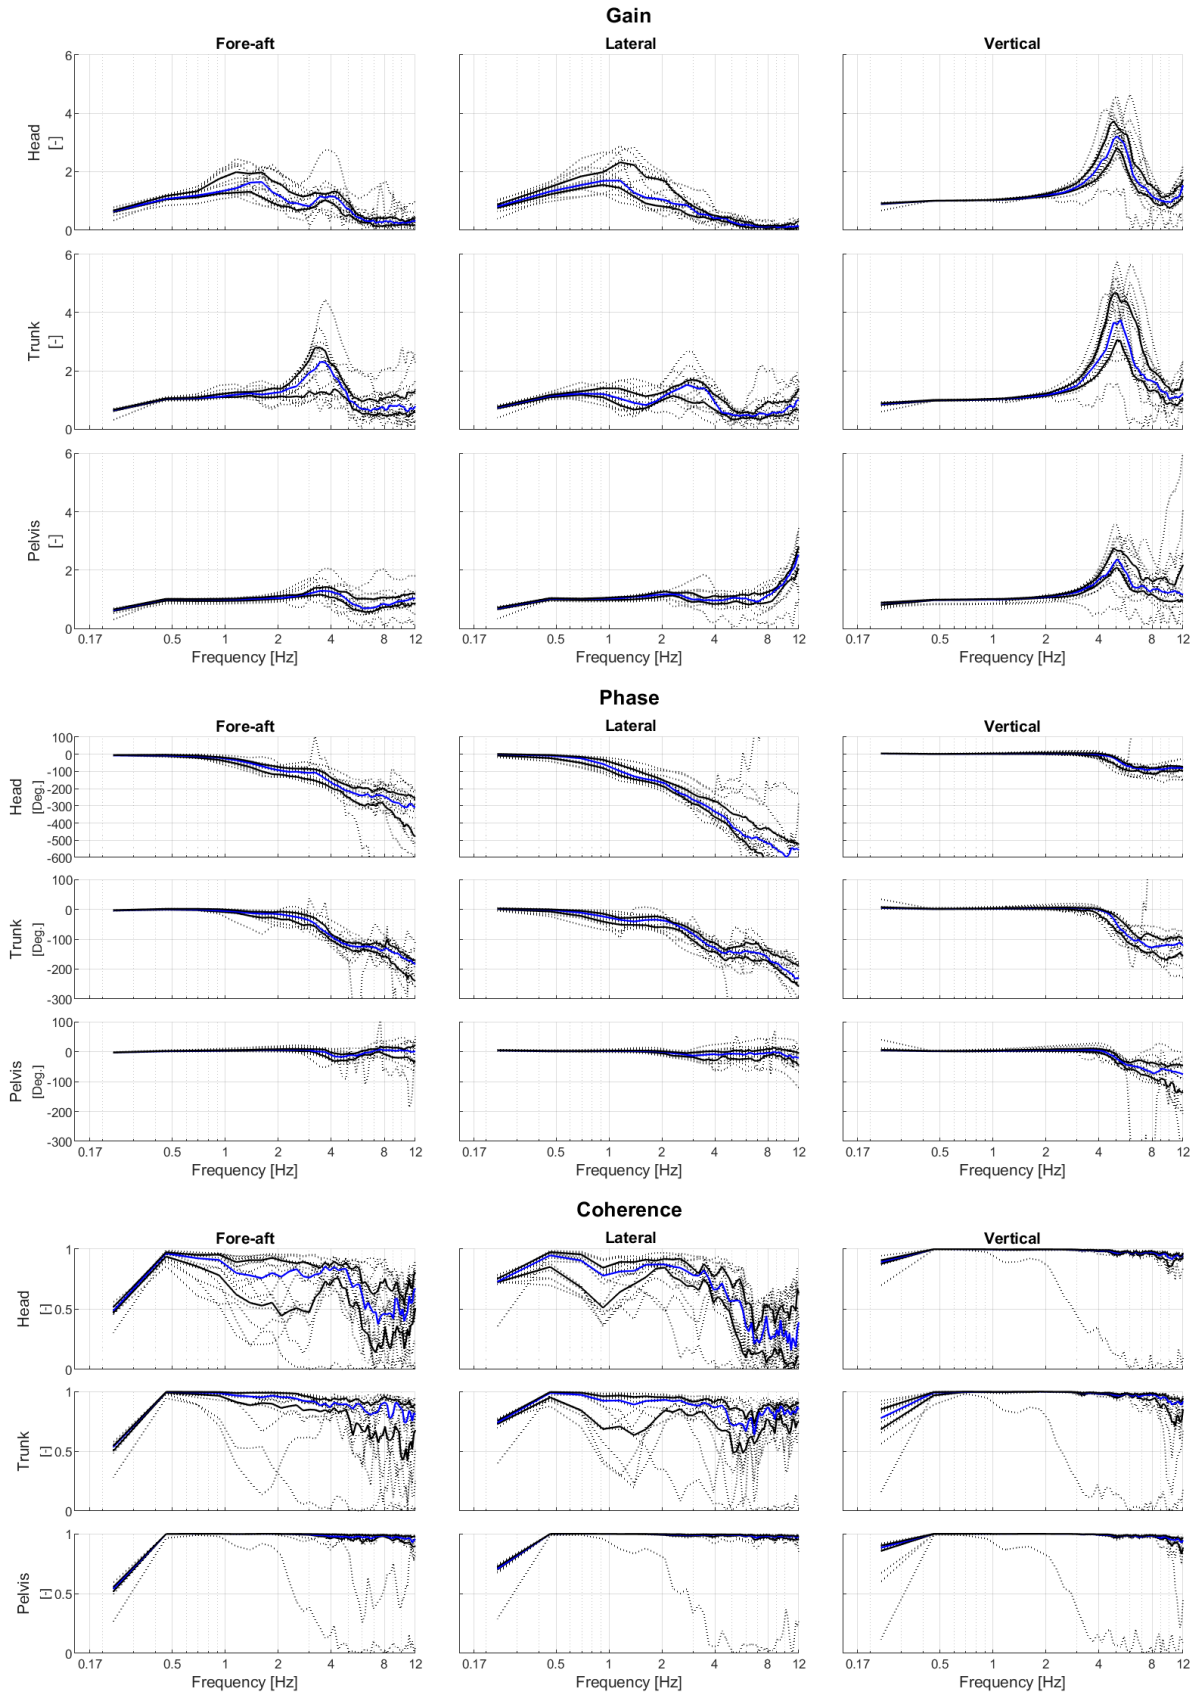 Gain
Fore-aft Lateral Vertical
Head
[-]
6
4
2
0
Trunk
[-]
6
4
2
0
Pelvis
[-]
6
4
2
0
0.17 0.5 1 2 4 8 12 0.17 0.5 1 2 4 8 12 0.17 0.5 1 2 4 8 12
Frequency [Hz] Frequency [Hz] Frequency [Hz]
Phase
Fore-aft Lateral Vertical
Head
[Deg.]
100
0
-100
-200
-300
-400
-500
-600
Trunk
[Deg.]
100
0
-100
-200
-300
Pelvis
[Deg.]
100
0
-100
-200
-300
0.17 0.5 1 2 4 8 12 0.17 0.5 1 2 4 8 12 0.17 0.5 1 2 4 8 12
Frequency [Hz] Frequency [Hz] Frequency [Hz]
Coherence
Fore-aft Lateral Vertical
Head
[-]
1
0.5
0
Trunk
[-]
1
0.5
0
Pelvis
[-]
1
0.5
0
0.17 0.5 1 2 4 8 12 0.17 0.5 1 2 4 8 12 0.17 0.5 1 2 4 8 12
Frequency [Hz] Frequency [Hz] Frequency [Hz]